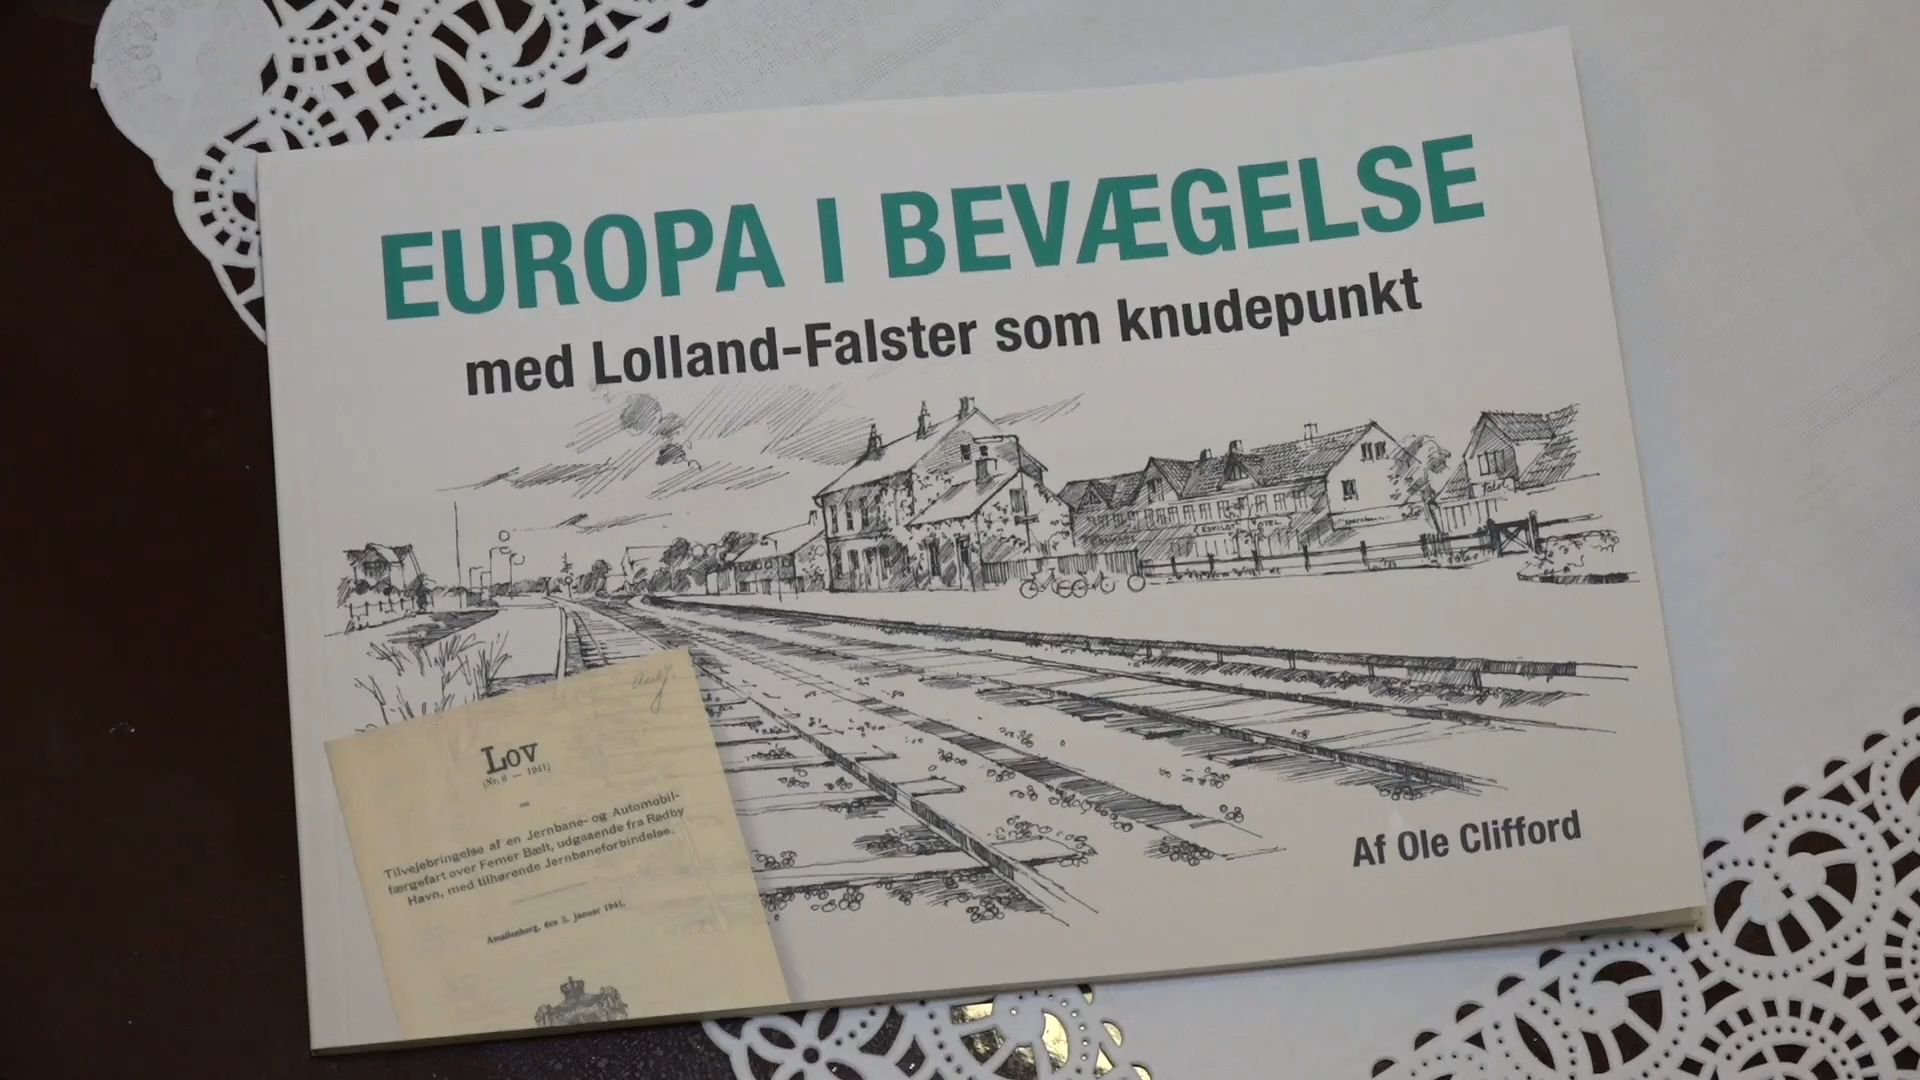 EUROPA I BEVÆGELSE
med Lolland-Falster som knudepunkt
Lov
(Nr. 6 — 1941)
om
Tilvejebringelse af en Jernbane- og Automobil-
færgefart over Femer Bælt, udgaaende fra Rødby
Havn, med tilhørende Jernbaneforbindelse.
Amalienborg, den 3. Januar 1941.
Af Ole Clifford